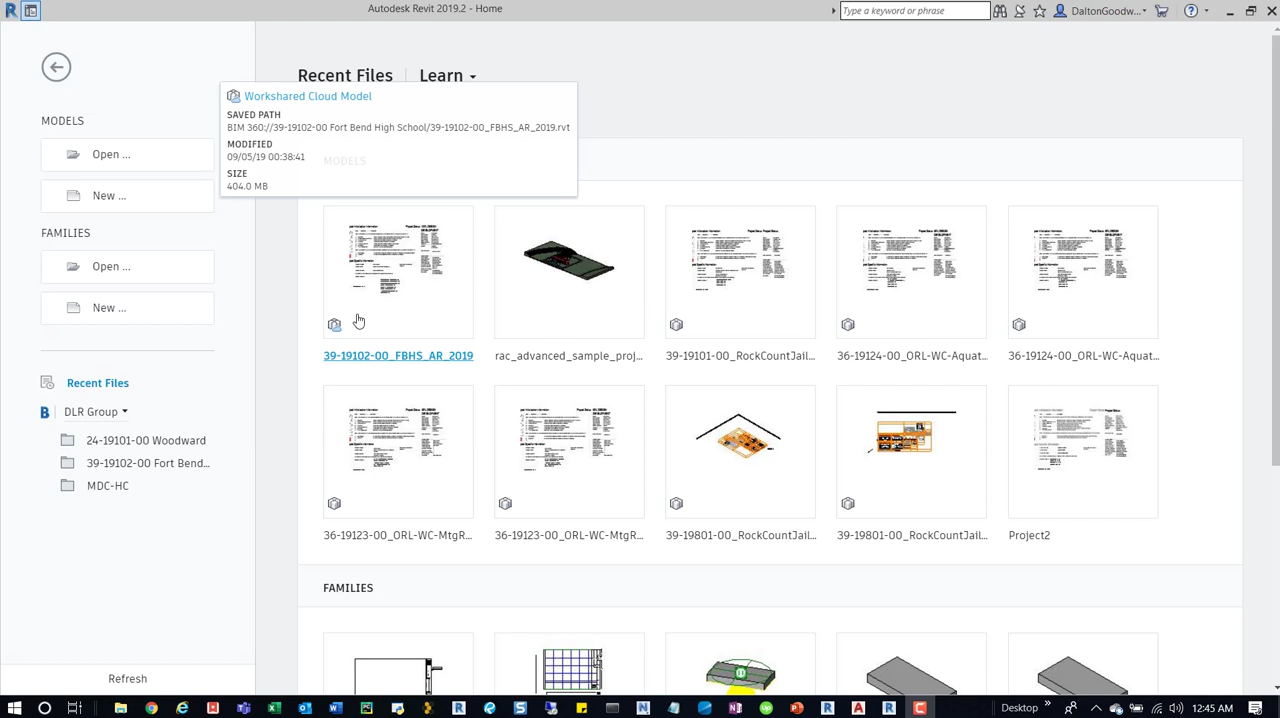 Autodesk Revit 2019.2 - Home
Type a keyword or phrase
DaltonGoodw...
Recent Files
Learn
MODELS
Open ...
New ...
FAMILIES
Open ...
New ...
Recent Files
DLR Group
24-19101-00 Woodward
39-19102-00 Fort Bend...
MDC-HC
Refresh
Workshared Cloud Model
SAVED PATH
BIM 360://39-19102-00 Fort Bend High School/39-19102-00_FBHS_AR_2019.rvt
MODIFIED
09/05/19 00:38:41
SIZE
404.0 MB
MODELS
39-19102-00_FBHS_AR_2019
rac_advanced_sample_proj...
39-19101-00_RockCountJail...
36-19124-00_ORL-WC-Aquat...
36-19124-00_ORL-WC-Aquat...
36-19123-00_ORL-WC-MtgR...
36-19123-00_ORL-WC-MtgR...
39-19801-00_RockCountJail...
39-19801-00_RockCountJail...
Project2
FAMILIES
Desktop
12:45 AM